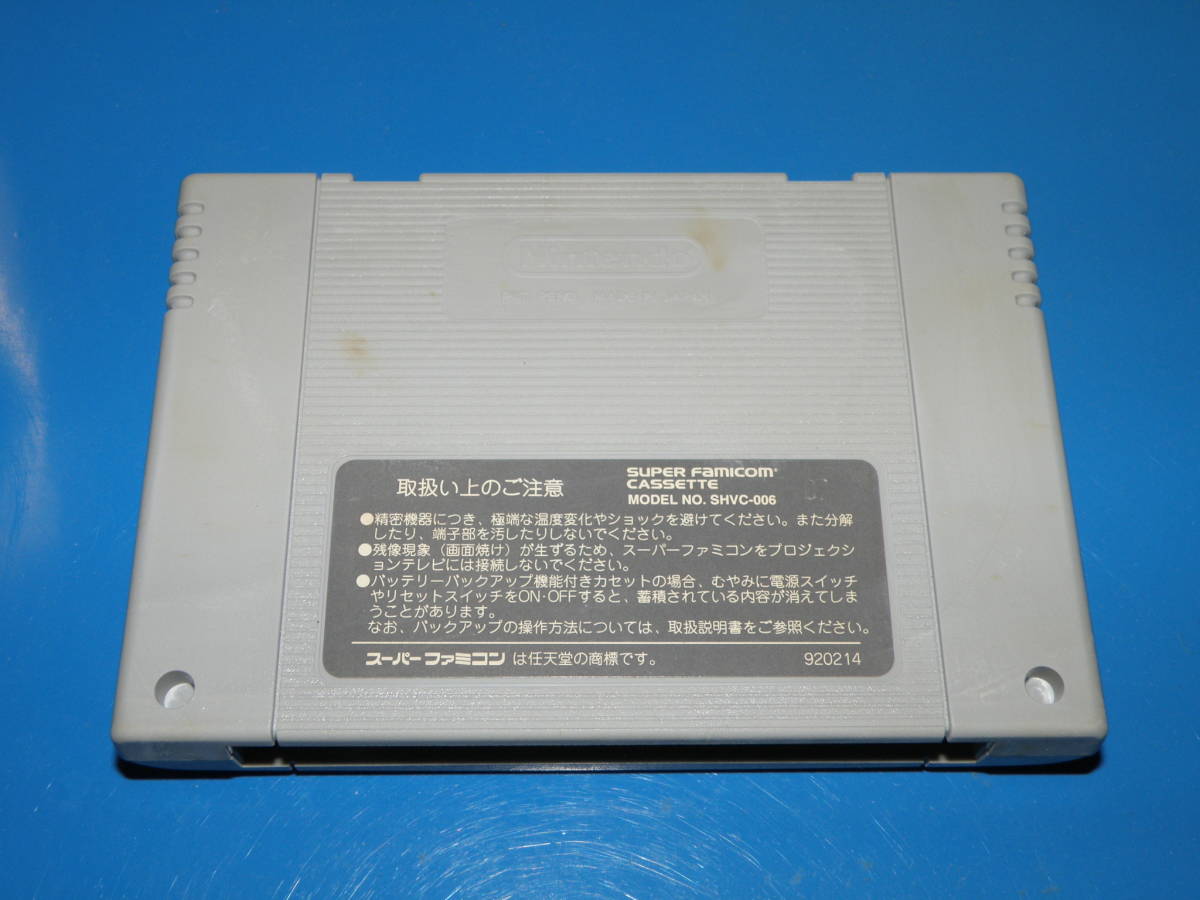 Nintendo
PAT. PEND. MADE IN JAPAN
SUPER FAMICOM
CASSETTE
MODEL NO. SHVC-006
取扱い上のご注意
●精密機器につき、極端な温度変化やショックを避けてください。また分解
したり、端子部を汚したりしないでください。
●残像現象（画面焼け）が生ずるため、スーパーファミコンをプロジェクシ
ョンテレビには接続しないでください。
●バッテリーバックアップ機能付きカセットの場合、むやみに電源スイッチ
やリセットスイッチをON･OFFすると、蓄積されている内容が消えてしま
うことがあります。
なお、バックアップの操作方法については、取扱説明書をご参照ください。
スーパーファミコン は任天堂の商標です。
920214